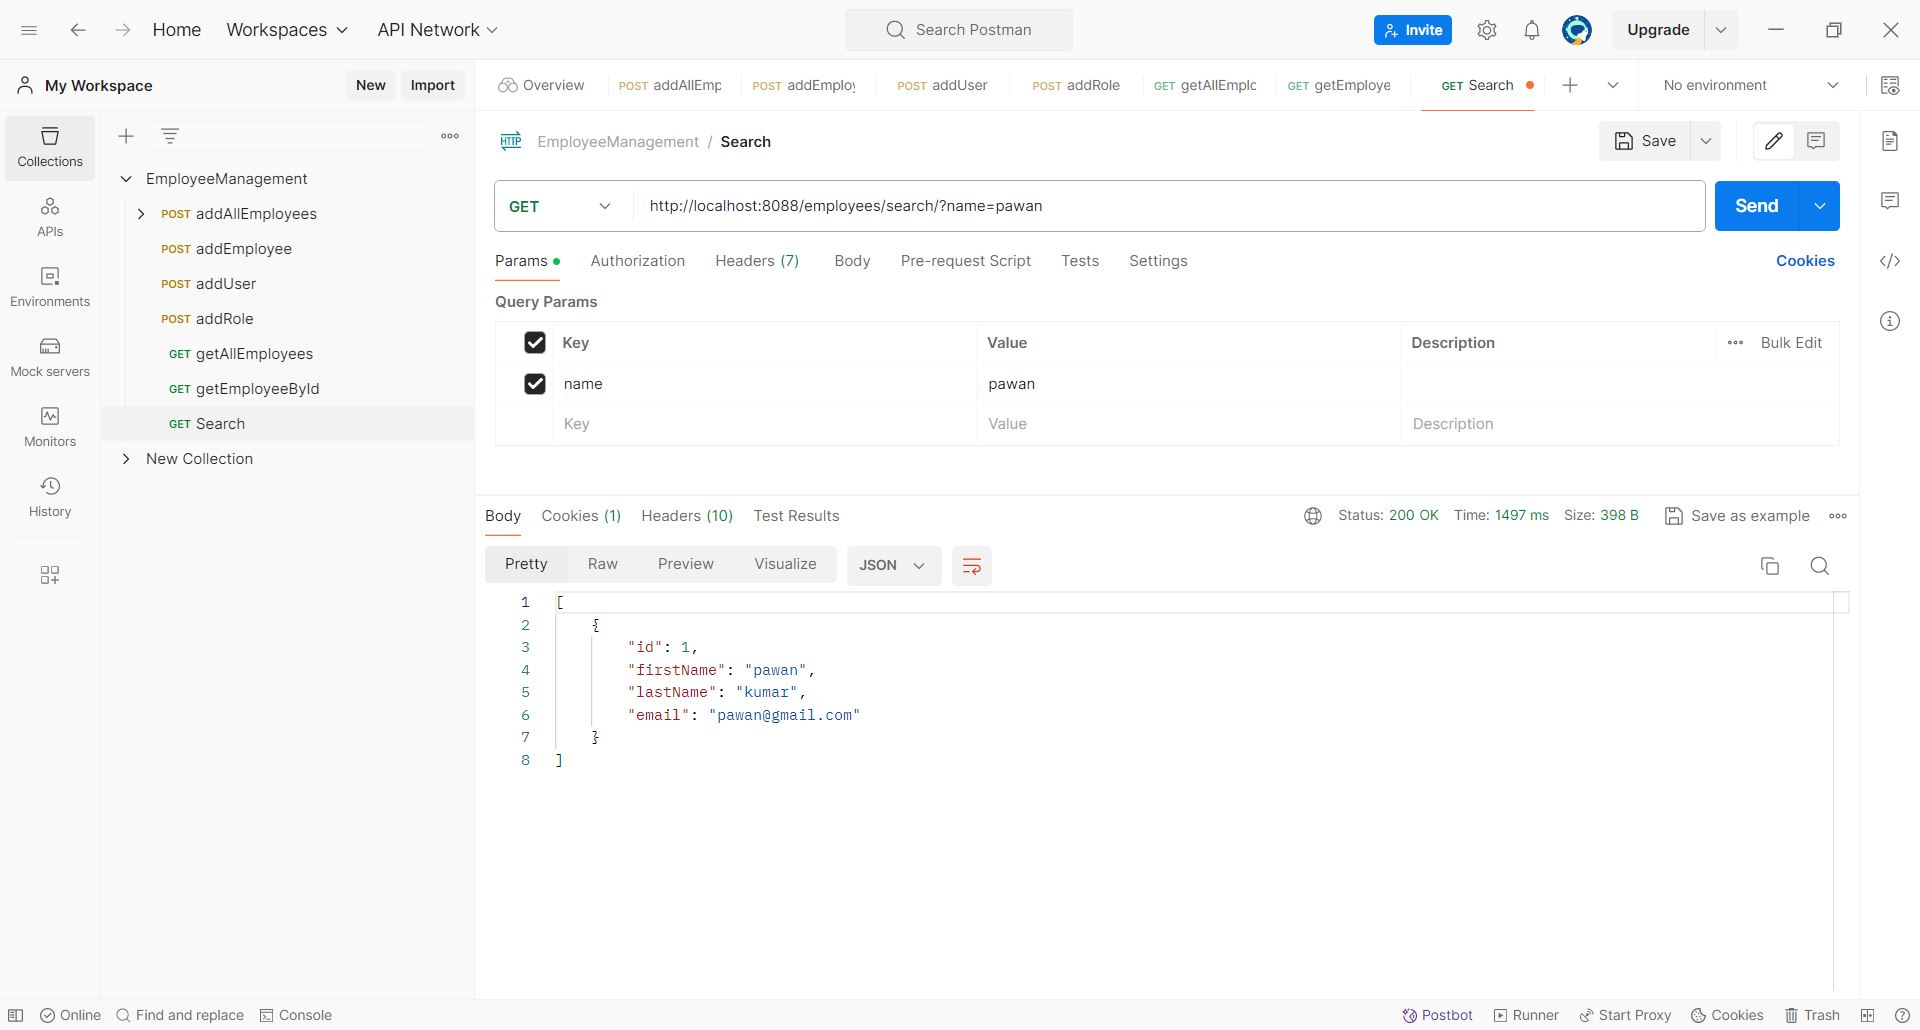 Home Workspaces API Network Search Postman Invite Upgrade
My Workspace New Import
Overview POST addAllEmp POST addEmploy POST addUser POST addRole GET getAllEmplc GET getEmploye GET Search No environment
Collections
APIs
Environments
Mock servers
Monitors
History
EmployeeManagement
POST addAllEmployees
POST addEmployee
POST addUser
POST addRole
GET getAllEmployees
GET getEmployeeById
GET Search
New Collection
HTTP EmployeeManagement / Search Save
GET http://localhost:8088/employees/search/?name=pawan Send
Params Authorization Headers (7) Body Pre-request Script Tests Settings Cookies
Query Params
Key Value Description Bulk Edit
name pawan
Key Value Description
Body Cookies (1) Headers (10) Test Results Status: 200 OK Time: 1497 ms Size: 398 B Save as example
Pretty Raw Preview Visualize JSON
1 [
2 {
3 "id": 1,
4 "firstName": "pawan",
5 "lastName": "kumar",
6 "email": "pawan@gmail.com"
7 }
8 ]
Online Find and replace Console Postbot Runner Start Proxy Cookies Trash